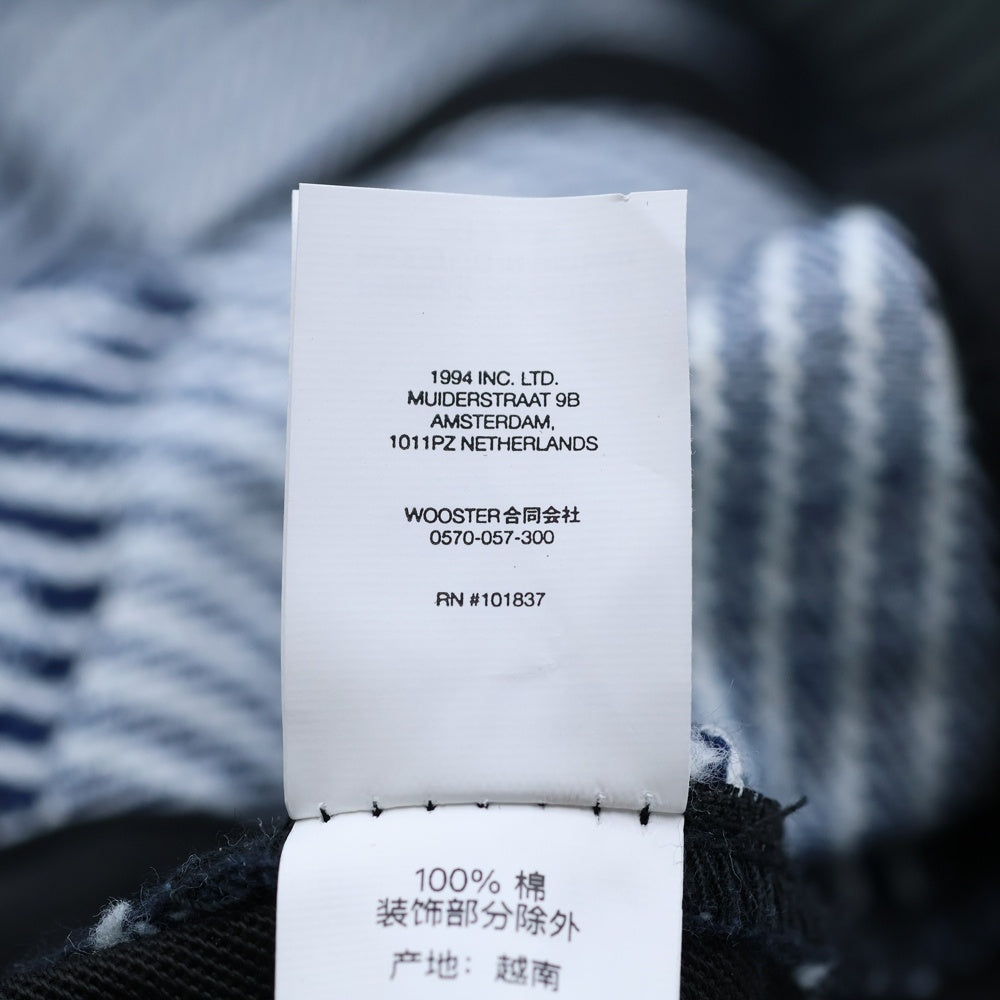 1994 INC. LTD.
MUIDERSTRAAT 9B
AMSTERDAM,
1011PZ NETHERLANDS
WOOSTER合同会社
0570-057-300
RN #101837
100% 棉
装饰部分除外
产地：越南